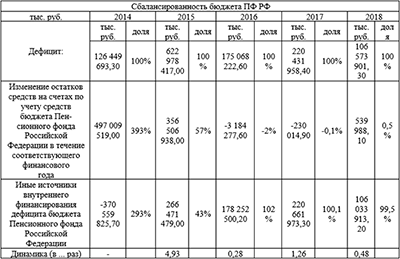 Сбалансированность бюджета ПФ РФ
тыс. руб. 2014 2015 2016 2017 2018
тыс. руб. доля тыс. руб. доля тыс. руб. доля тыс. руб. доля тыс. руб. дол я
Дефицит: 126 449 693,30 100% 622 978 417,00 100 % 175 068 222,60 100 % 220 431 958,40 100% 106 573 901, 30 100 %
Изменение остатков средств на счетах по учету средств бюджета Пен- сионного фонда Российской Федерации в течение соответствующего финансового года 497 009 519,00 393% 356 506 938,00 57% -3 184 277,60 -2% -230 014,90 -0,1% 539 988, 10 0,5 %
Иные источники внутреннего финансирования дефицита бюджета Пенсионного фонда Российской Федерации -370 559 825,70 293% 266 471 479,00 43% 178 252 500,20 102 % 220 661 973,30 100,1 % 106 033 913, 20 99,5 %
Динамика (в ... раз) - 4,93 0,28 1,26 0,48